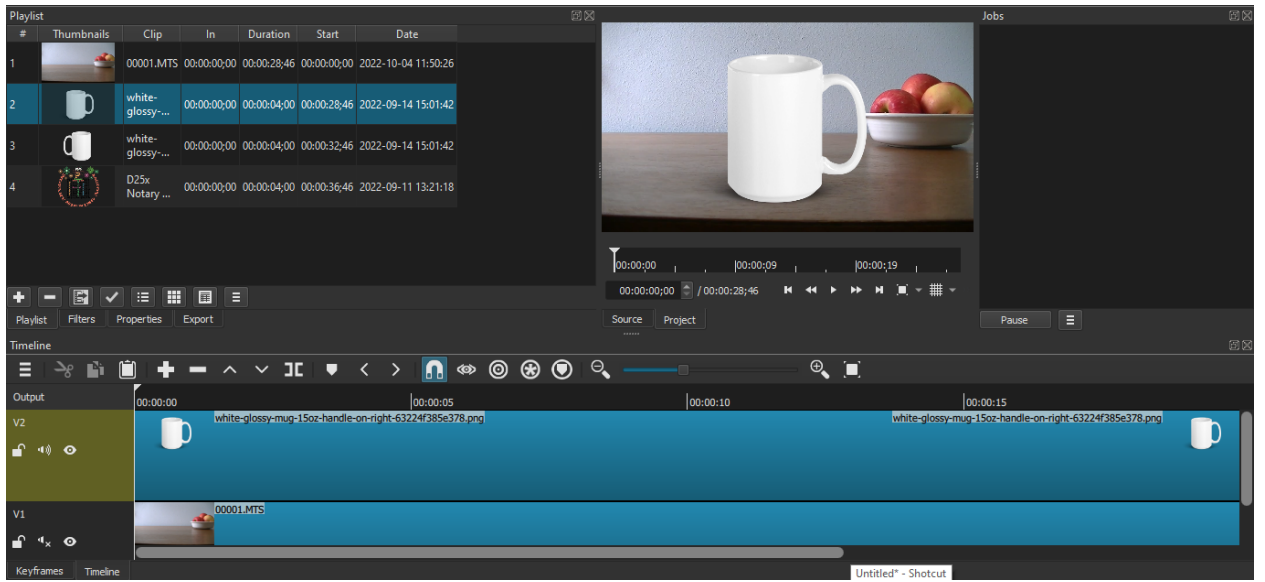 Playlist
# Thumbnails Clip In Duration Start Date
1 00001.MTS 00:00:00;00 00:00:28;46 00:00:00;00 2022-10-04 11:50:26
2 white-glossy-... 00:00:00;00 00:00:04;00 00:00:28;46 2022-09-14 15:01:42
3 white-glossy-... 00:00:00;00 00:00:04;00 00:00:32;46 2022-09-14 15:01:42
4 D25x Notary ... 00:00:00;00 00:00:04;00 00:00:36;46 2022-09-11 13:21:18
Playlist Filters Properties Export
00:00:00 00:00:09 00:00:19
00:00:00;00 / 00:00:28;46
Source Project
Jobs
Pause
Timeline
Output
00:00:00 00:00:05 00:00:10 00:00:15
V2
white-glossy-mug-15oz-handle-on-right-63224f385e378.png white-glossy-mug-15oz-handle-on-right-63224f385e378.png
V1
00001.MTS
Keyframes Timeline
Untitled* - Shotcut